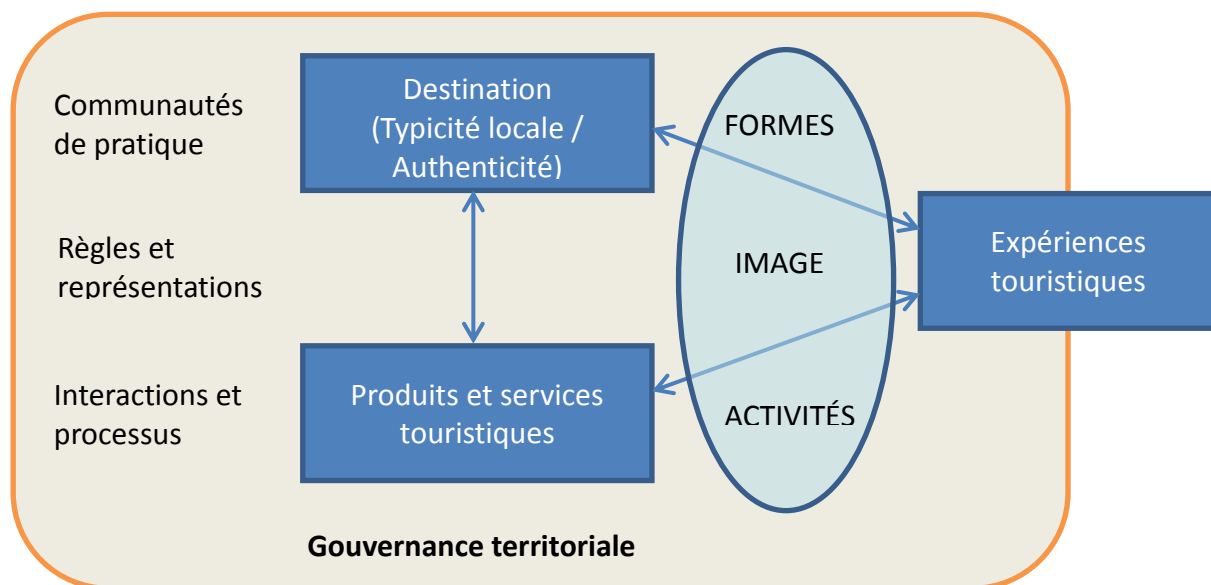 Communautés
de pratique
Destination
(Typicité locale /
Authenticité)
FORMES
Règles et
représentations
IMAGE
Expériences
touristiques
Interactions et
processus
Produits et services
touristiques
ACTIVITÉS
Gouvernance territoriale